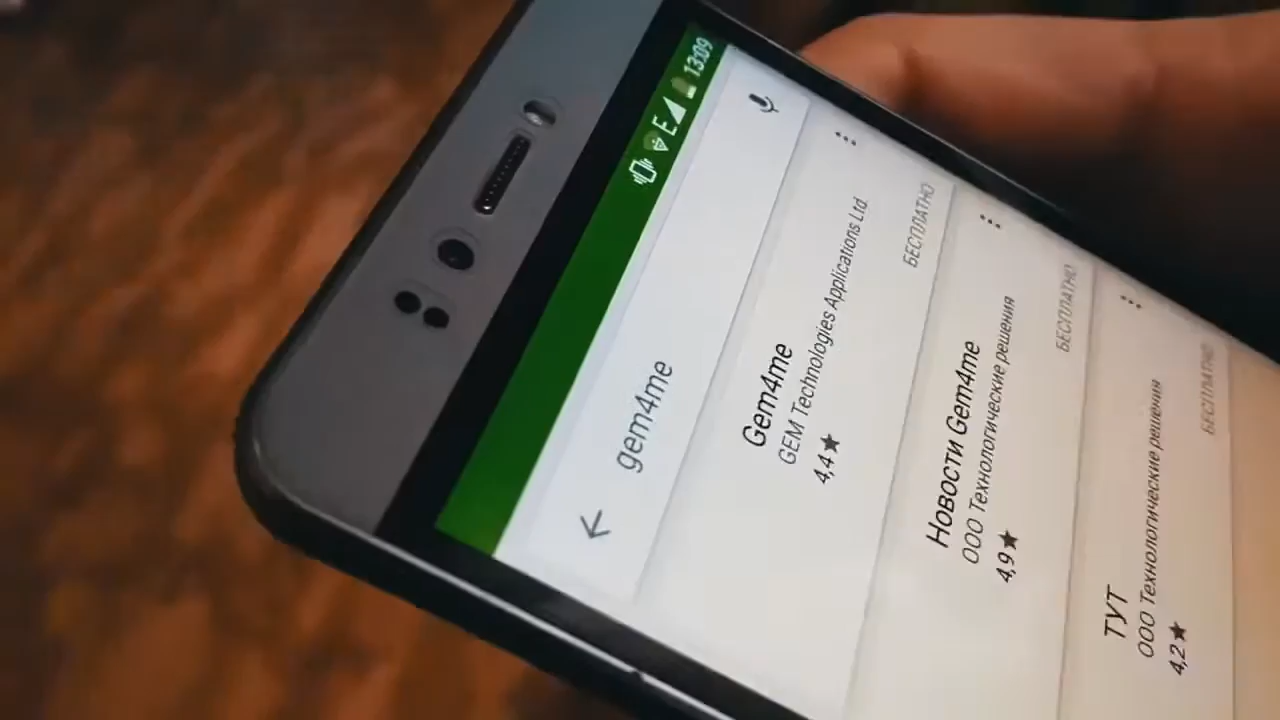 E 13:09
gem4me
Gem4me
GEM Technologies Applications Ltd
4,4★
БЕСПЛАТНО
Новости Gem4me
ООО Технологические решения
4,9★
БЕСПЛАТНО
ТУТ
ООО Технологические решения
4,2★
БЕСПЛАТНО